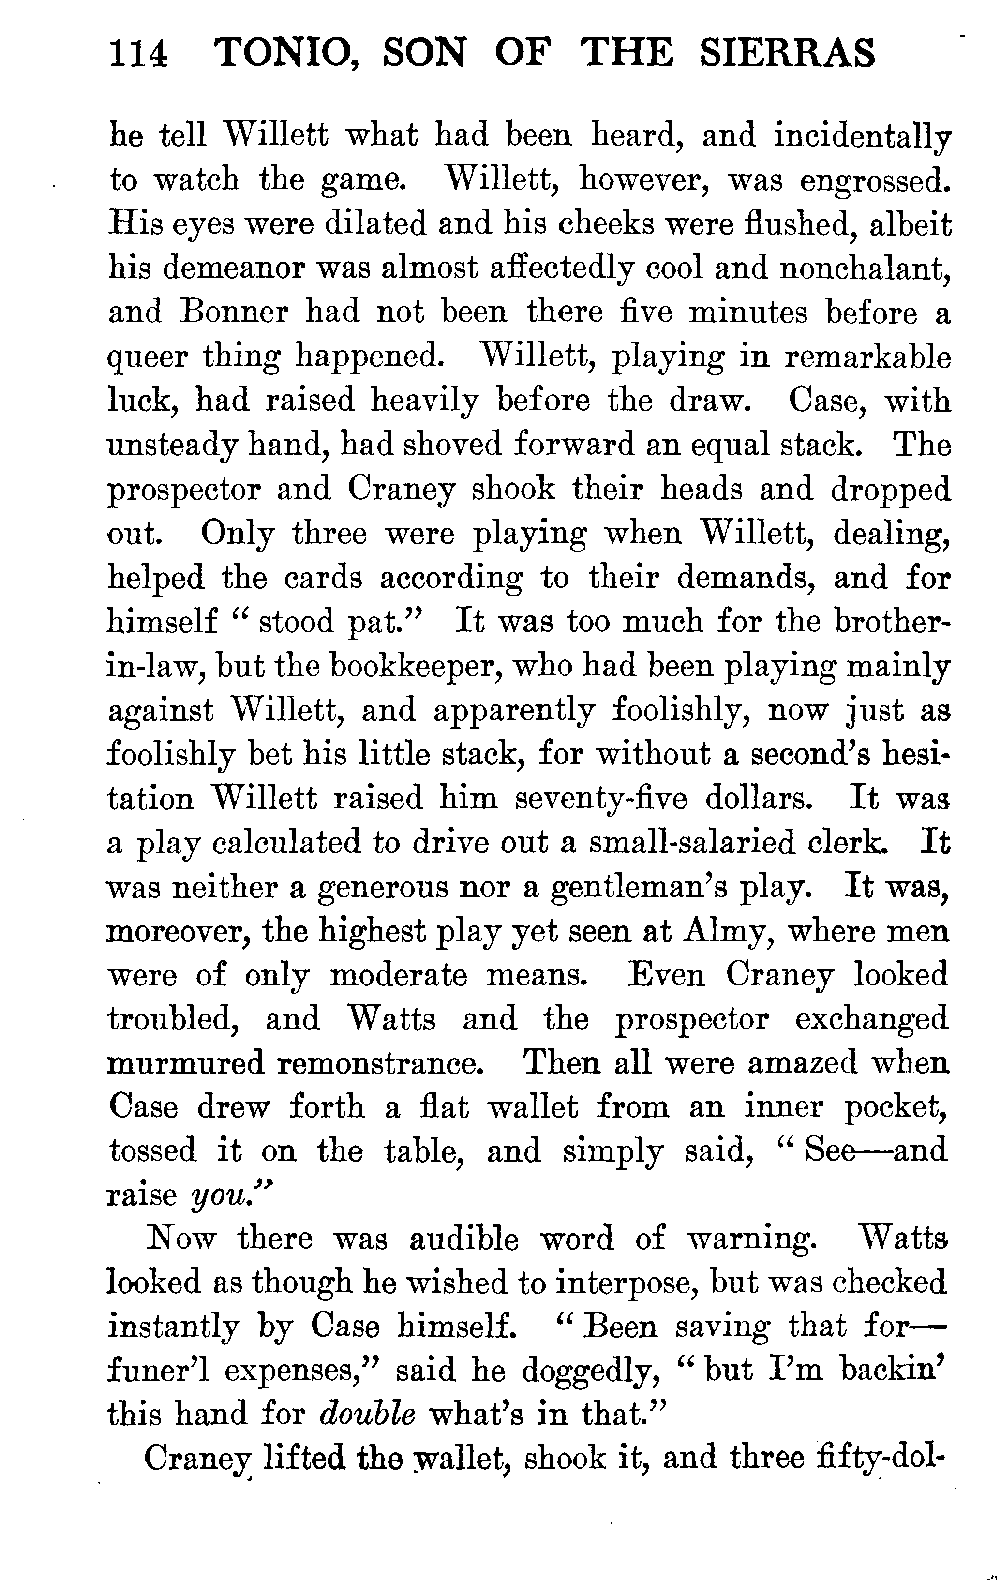 114 TONIO, SON OF THE SIERRAS
he tell Willett what had been heard, and incidentally
to watch the game. Willett, however, was engrossed.
His eyes were dilated and his cheeks were flushed, albeit
his demeanor was almost affectedly cool and nonchalant,
and Bonner had not been there five minutes before a
queer thing happened. Willett, playing in remarkable
luck, had raised heavily before the draw. Case, with
unsteady hand, had shoved forward an equal stack. The
prospector and Craney shook their heads and dropped
out. Only three were playing when Willett, dealing,
helped the cards according to their demands, and for
himself “ stood pat.” It was too much for the brother-
in-law, but the bookkeeper, who had been playing mainly
against Willett, and apparently foolishly, now just as
foolishly bet his little stack, for without a second’s hesi-
tation Willett raised him seventy-five dollars. It was
a play calculated to drive out a small-salaried clerk. It
was neither a generous nor a gentleman’s play. It was,
moreover, the highest play yet seen at Almy, where men
were of only moderate means. Even Craney looked
troubled, and Watts and the prospector exchanged
murmured remonstrance. Then all were amazed when
Case drew forth a flat wallet from an inner pocket,
tossed it on the table, and simply said, “ See—and
raise you.”
Now there was audible word of warning. Watts
looked as though he wished to interpose, but was checked
instantly by Case himself. “ Been saving that for—
funer’l expenses,” said he doggedly, “ but I’m backin’
this hand for double what’s in that.”
Craney lifted the wallet, shook it, and three fifty-dol-